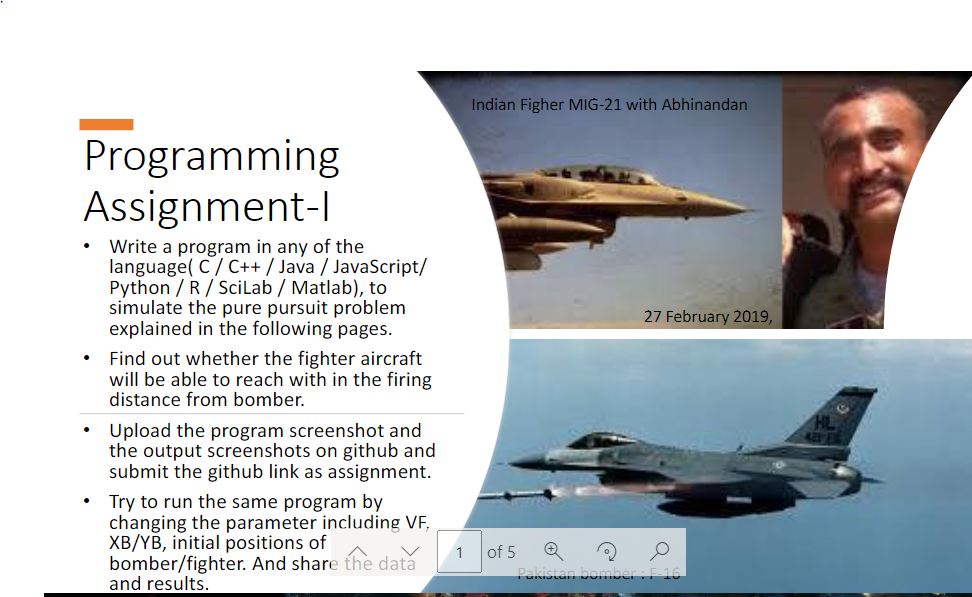 Indian Figher MIG-21 with Abhinandan
Programming
Assignment-I
• Write a program in any of the
language( C / C++ / Java / JavaScript/
Python / R / SciLab / Matlab), to
simulate the pure pursuit problem
explained in the following pages.
• Find out whether the fighter aircraft
will be able to reach with in the firing
distance from bomber.
• Upload the program screenshot and
the output screenshots on github and
submit the github link as assignment.
• Try to run the same program by
changing the parameter including VF,
XB/YB, initial positions of
bomber/fighter. And share the data
and results.
27 February 2019,
HL
1 of 5
Pakistan bomber : F-16